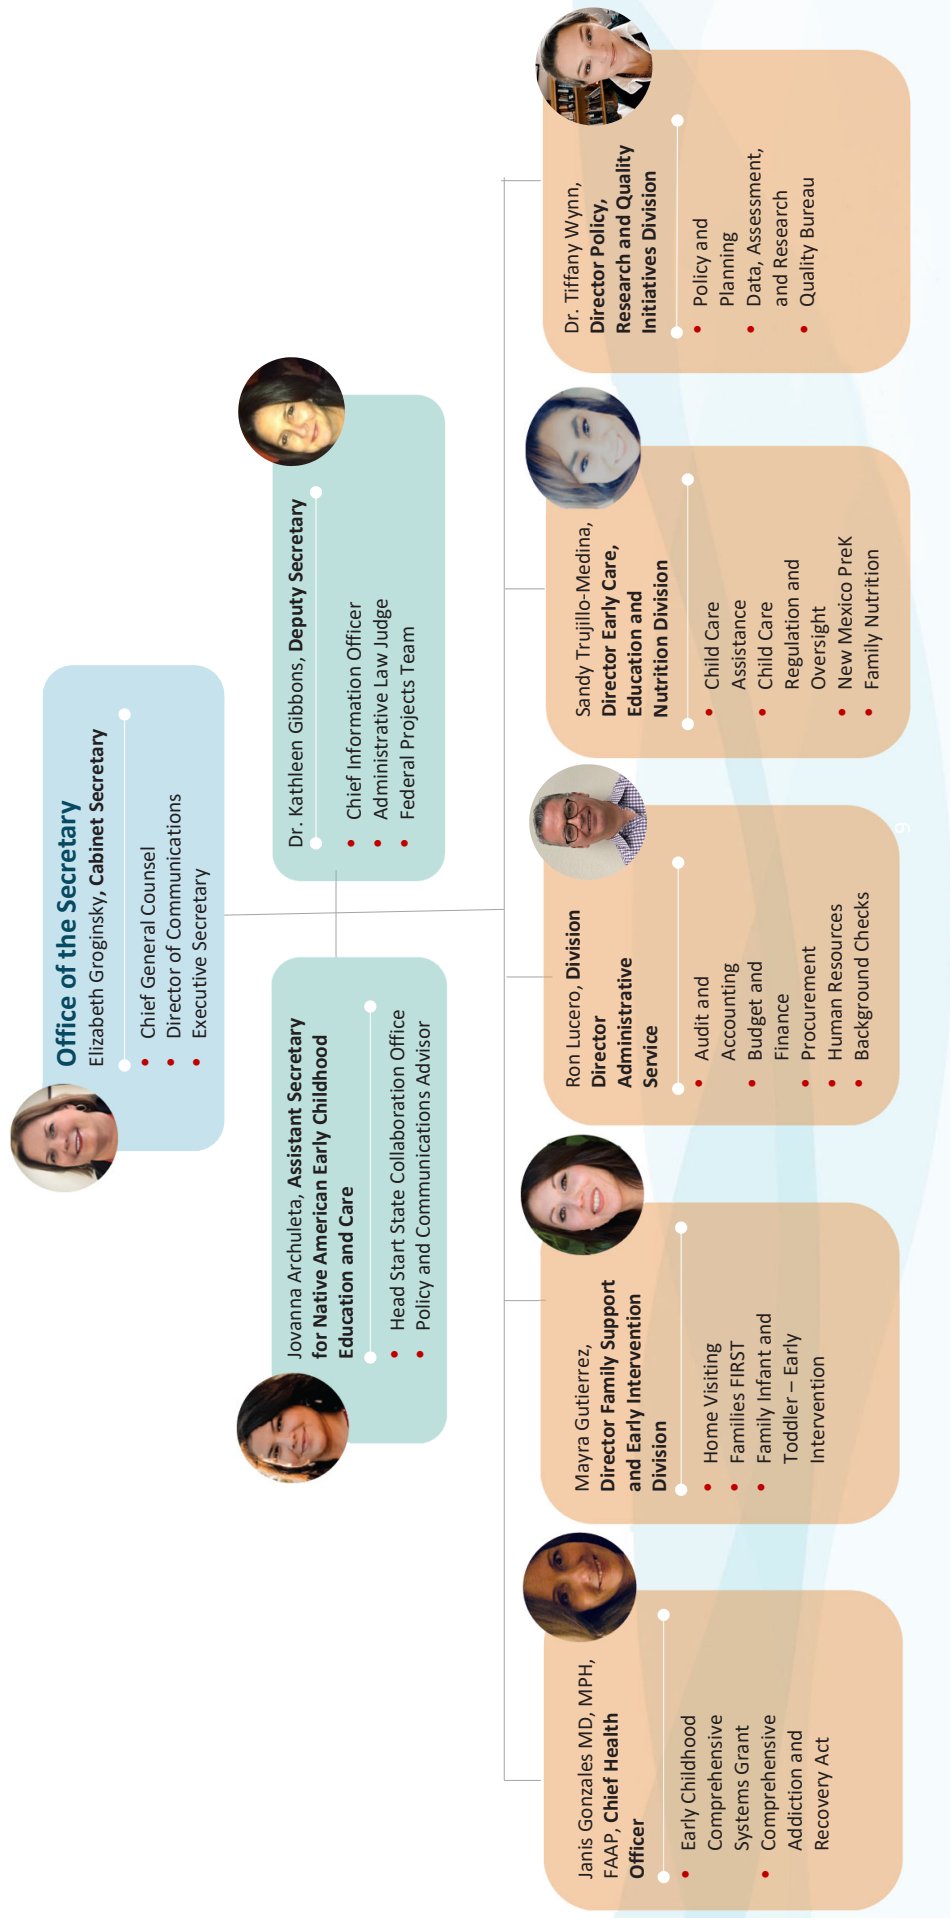 Office of the Secretary
Elizabeth Groginsky, Cabinet Secretary
• Chief General Counsel
• Director of Communications
• Executive Secretary
Jovanna Archuleta, Assistant Secretary
for Native American Early Childhood
Education and Care
• Head Start State Collaboration Office
• Policy and Communications Advisor
Dr. Kathleen Gibbons, Deputy Secretary
• Chief Information Officer
• Administrative Law Judge
• Federal Projects Team
Janis Gonzales MD, MPH,
FAAP, Chief Health
Officer
• Early Childhood
Comprehensive
Systems Grant
• Comprehensive
Addiction and
Recovery Act
Mayra Gutierrez,
Director Family Support
and Early Intervention
Division
• Home Visiting
• Families FIRST
• Family Infant and
Toddler – Early
Intervention
Ron Lucero, Division
Director
Administrative
Service
• Audit and
Accounting
• Budget and
Finance
• Procurement
• Human Resources
• Background Checks
Sandy Trujillo-Medina,
Director Early Care,
Education and
Nutrition Division
• Child Care
Assistance
• Child Care
Regulation and
Oversight
• New Mexico PreK
• Family Nutrition
Dr. Tiffany Wynn,
Director Policy,
Research and Quality
Initiatives Division
• Policy and
Planning
• Data, Assessment,
and Research
• Quality Bureau
9